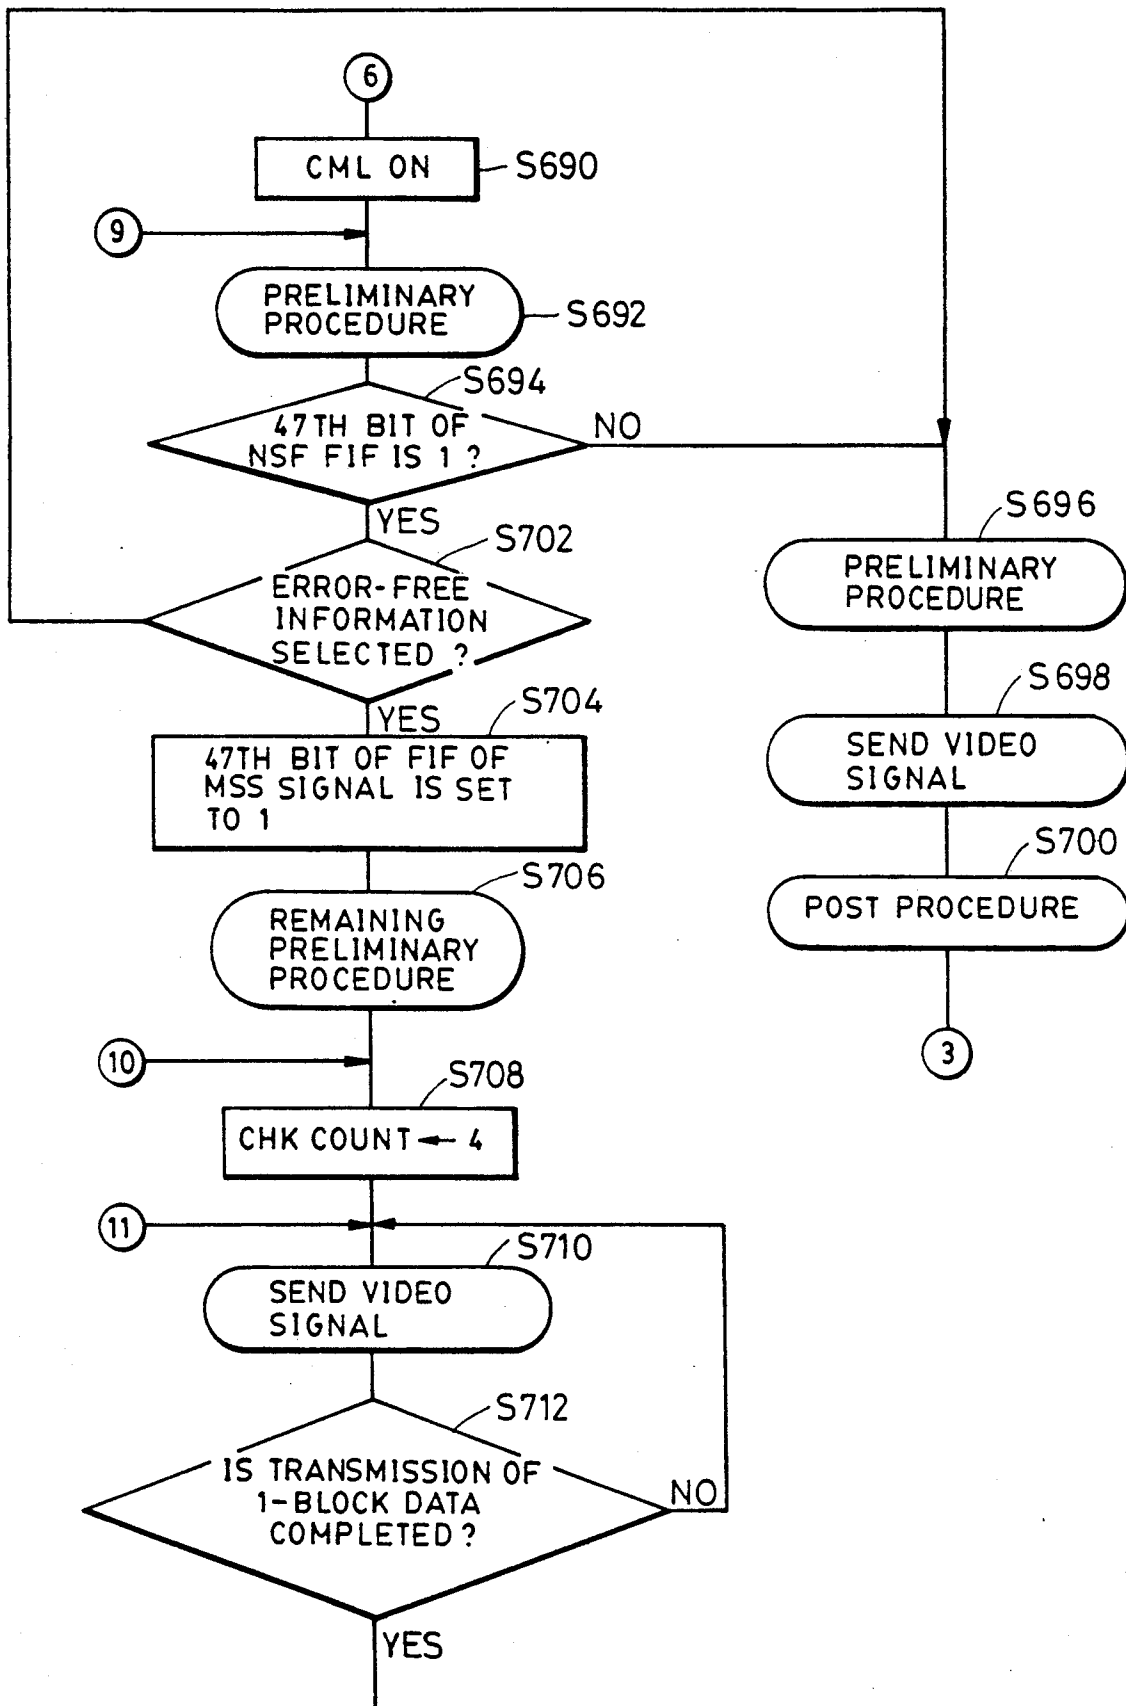 6
CML ON
S690
9
PRELIMINARY
PROCEDURE
S692
S694
47TH BIT OF
NSF FIF IS 1 ?
NO
YES
S702
ERROR-FREE
INFORMATION
SELECTED ?
YES
S704
47TH BIT OF FIF OF
MSS SIGNAL IS SET
TO 1
S706
REMAINING
PRELIMINARY
PROCEDURE
10
S708
CHK COUNT ← 4
11
S710
SEND VIDEO
SIGNAL
S712
IS TRANSMISSION OF
1-BLOCK DATA
COMPLETED ?
NO
YES
S696
PRELIMINARY
PROCEDURE
S698
SEND VIDEO
SIGNAL
S700
POST PROCEDURE
3